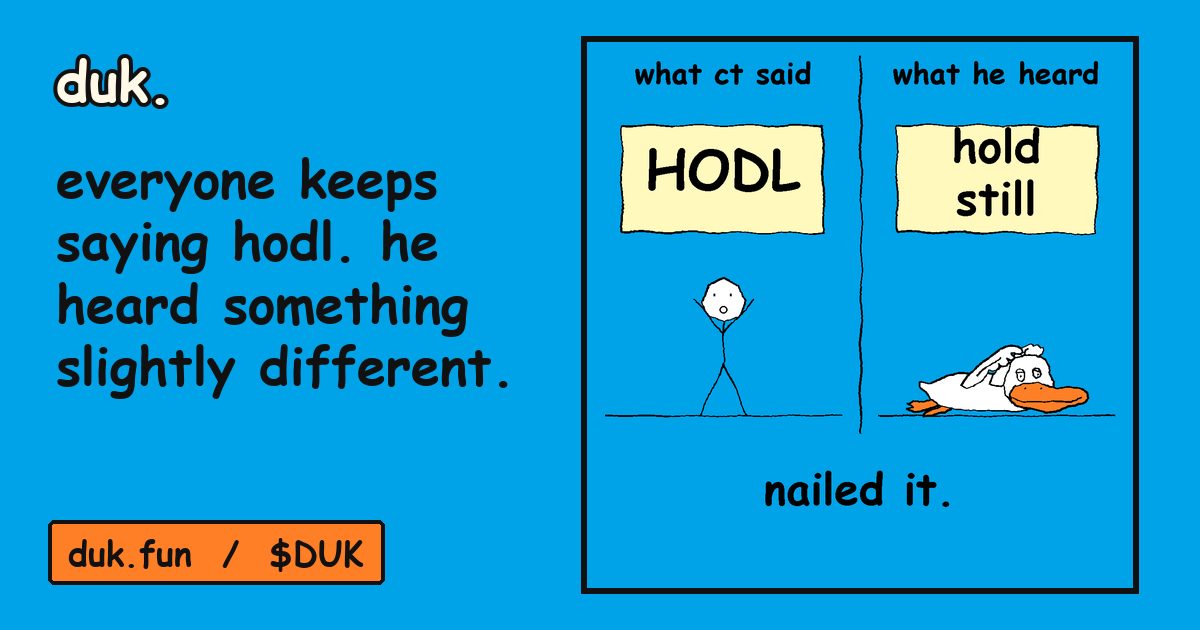 duk.
everyone keeps
saying hodl. he
heard something
slightly different.
duk.fun / $DUK
what ct said
HODL
what he heard
hold
still
nailed it.